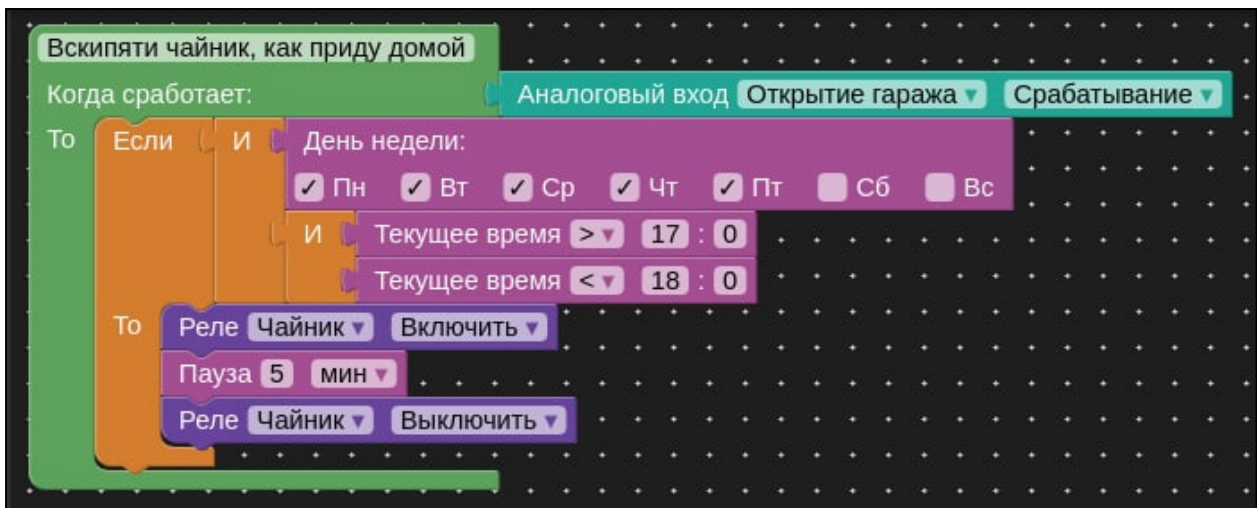 Вскипяти чайник, как приду домой
Когда сработает: Аналоговый вход Открытие гаража Срабатывание
То Если И День недели:
Пн Вт Ср Чт Пт Сб Вс
И Текущее время > 17 : 0
Текущее время < 18 : 0
То Реле Чайник Включить
Пауза 5 мин
Реле Чайник Выключить